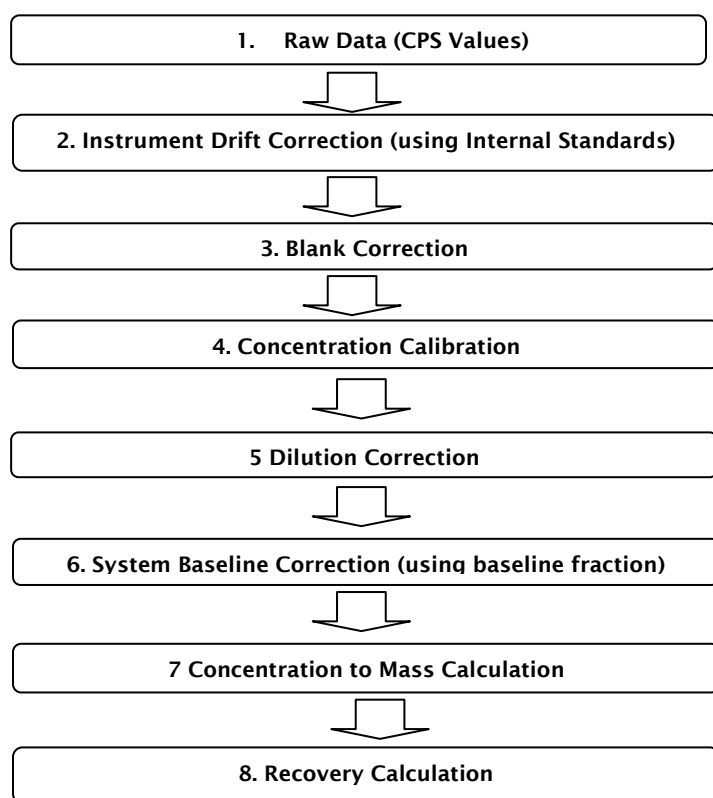 1. Raw Data (CPS Values)
2. Instrument Drift Correction (using Internal Standards)
3. Blank Correction
4. Concentration Calibration
5 Dilution Correction
6. System Baseline Correction (using baseline fraction)
7 Concentration to Mass Calculation
8. Recovery Calculation